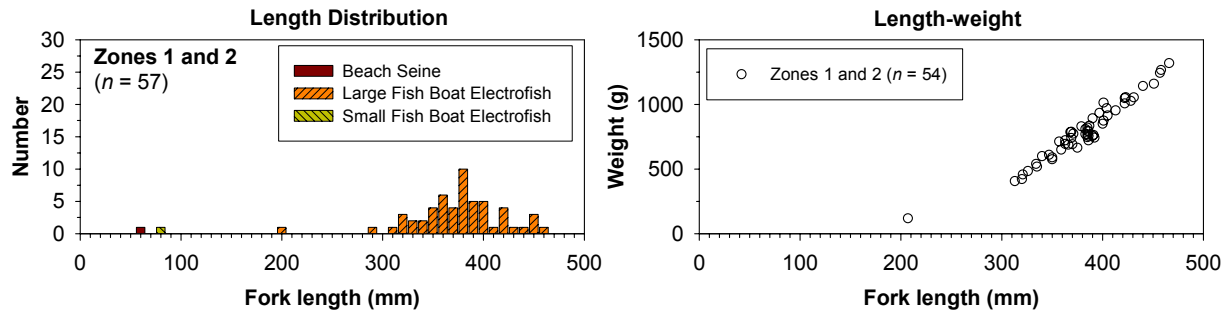 Length Distribution
30
25
20
15
10
5
0
Number
Zones 1 and 2
(n = 57)
Beach Seine
Large Fish Boat Electrofish
Small Fish Boat Electrofish
0 100 200 300 400 500
Fork length (mm)
Length-weight
1500
1000
500
0
Weight (g)
Zones 1 and 2 (n = 54)
0 100 200 300 400 500
Fork length (mm)